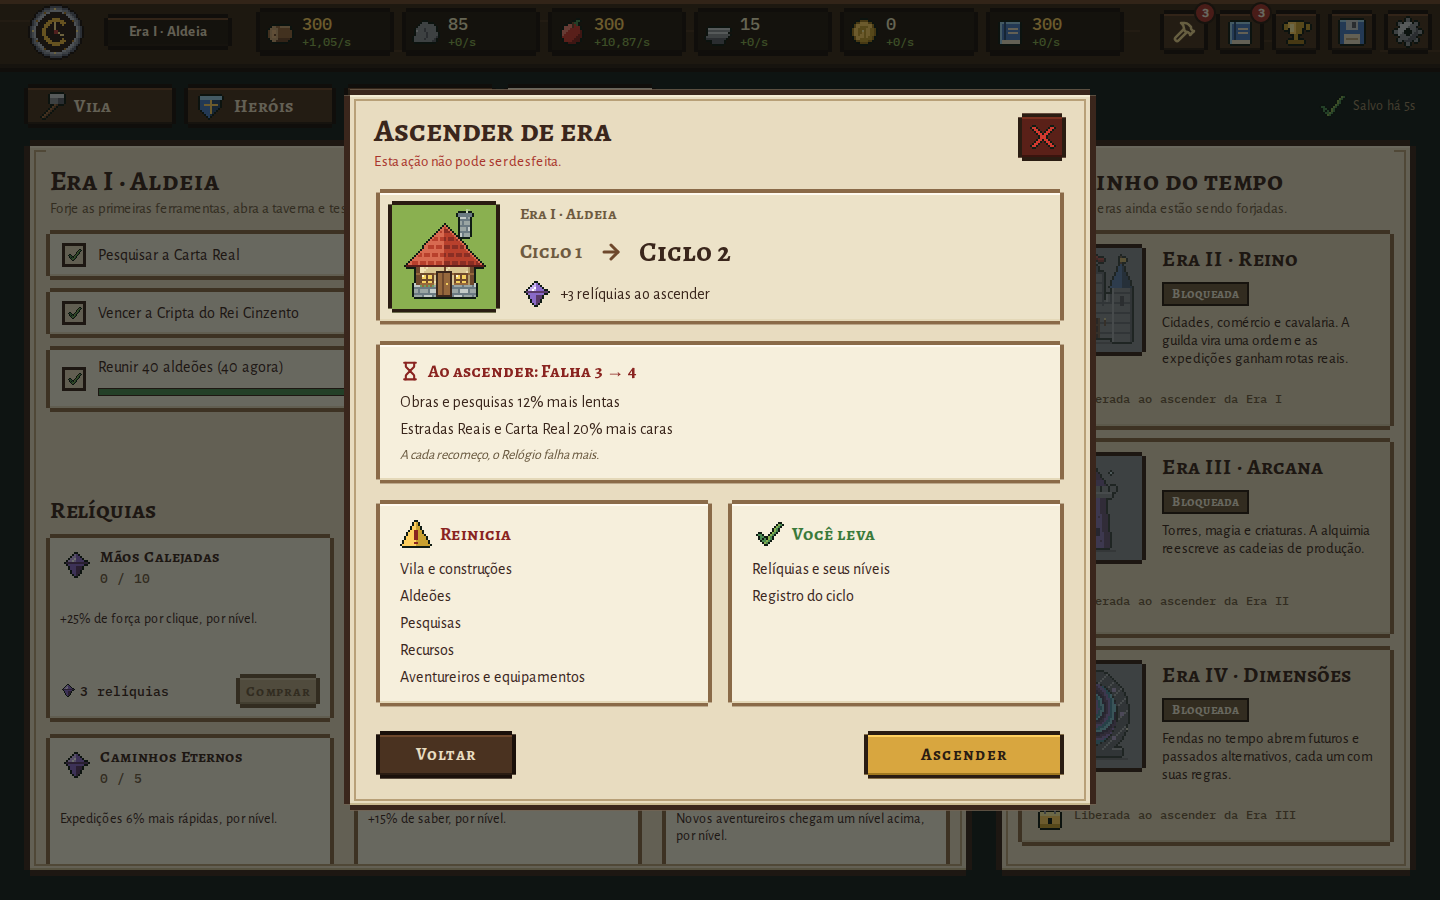 Era I · Aldeia
300
+1,05/s
85
+0/s
300
+10,87/s
15
+0/s
0
+0/s
300
+0/s
3
3
Vila
Heróis
Salvo há 5s
Era I · Aldeia
Forje as primeiras ferramentas, abra a taverna e tes
Pesquisar a Carta Real
Vencer a Cripta do Rei Cinzento
Reunir 40 aldeões (40 agora)
Relíquias
Mãos Calejadas
0 / 10
+25% de força por clique, por nível.
3 relíquias
Comprar
Caminhos Eternos
0 / 5
Expedições 6% mais rápidas, por nível.
+15% de saber, por nível.
Novos aventureiros chegam um nível acima,
por nível.
Ascender de era
Esta ação não pode ser desfeita.
Era I · Aldeia
Ciclo 1 → Ciclo 2
+3 relíquias ao ascender
Ao ascender: Falha 3 → 4
Obras e pesquisas 12% mais lentas
Estradas Reais e Carta Real 20% mais caras
A cada recomeço, o Relógio falha mais.
Reinicia
Vila e construções
Aldeões
Pesquisas
Recursos
Aventureiros e equipamentos
Você leva
Relíquias e seus níveis
Registro do ciclo
Voltar
Ascender
inho do tempo
eras ainda estão sendo forjadas.
Era II · Reino
Bloqueada
Cidades, comércio e cavalaria. A
guilda vira uma ordem e as
expedições ganham rotas reais.
erada ao ascender da Era I
Era III · Arcana
Bloqueada
Torres, magia e criaturas. A alquimia
reescreve as cadeias de produção.
erada ao ascender da Era II
Era IV · Dimensões
Bloqueada
Fendas no tempo abrem futuros e
passados alternativos, cada um com
suas regras.
Liberada ao ascender da Era III